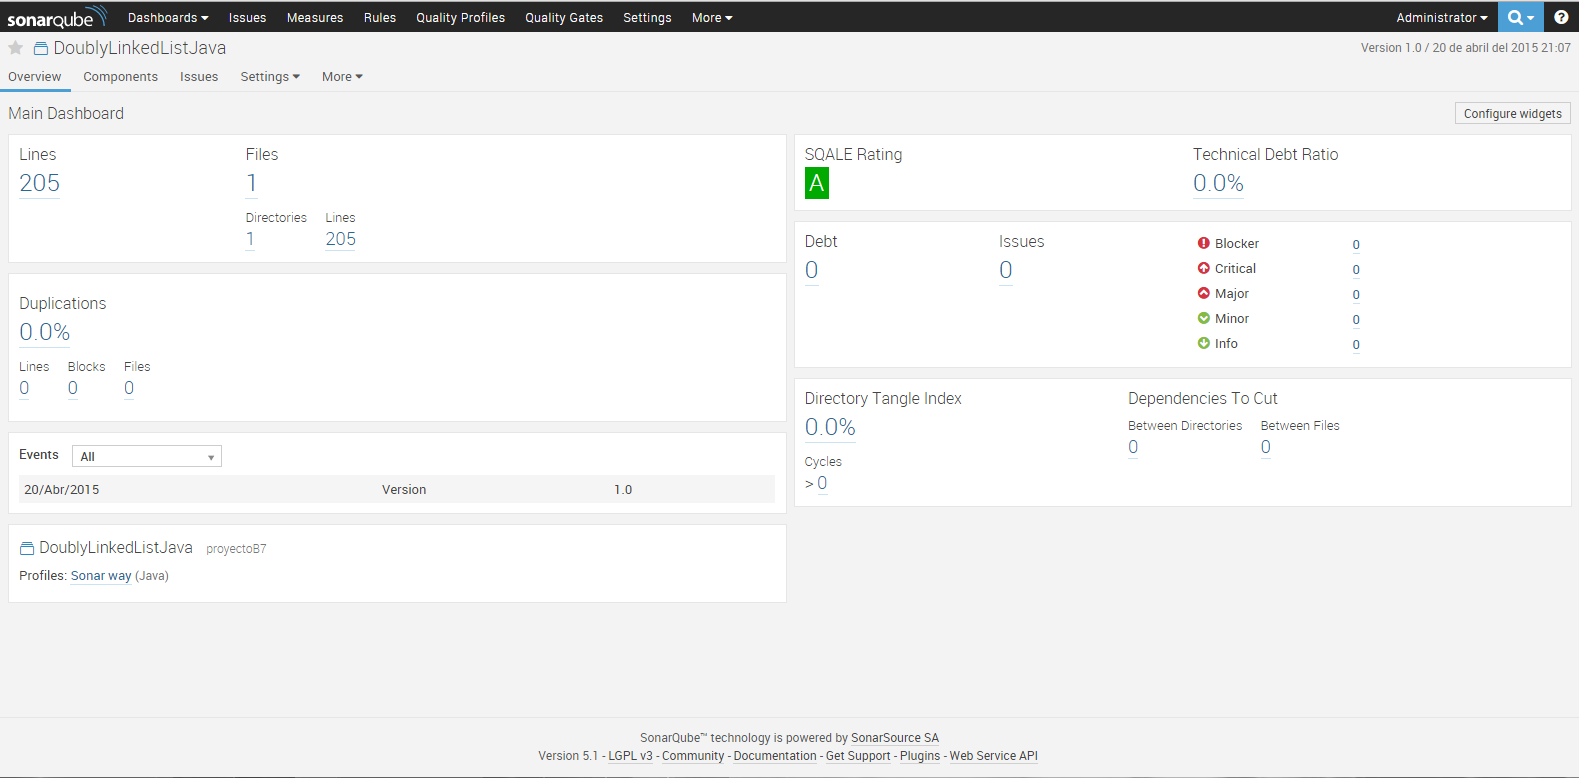 sonarqube Dashboards Issues Measures Rules Quality Profiles Quality Gates Settings More Administrator
DoublyLinkedListJava
Version 1.0 / 20 de abril del 2015 21:07
Overview Components Issues Settings More
Main Dashboard
Configure widgets
Lines Files
205 1
Directories Lines
1 205
Duplications
0.0%
Lines Blocks Files
0 0 0
Events All
20/Abr/2015 Version 1.0
DoublyLinkedListJava proyectoB7
Profiles: Sonar way (Java)
SQALE Rating Technical Debt Ratio
A 0.0%
Debt Issues
0 0
Blocker 0
Critical 0
Major 0
Minor 0
Info 0
Directory Tangle Index Dependencies To Cut
0.0%
Between Directories Between Files
0 0
Cycles
> 0
SonarQube™ technology is powered by SonarSource SA
Version 5.1 - LGPL v3 - Community - Documentation - Get Support - Plugins - Web Service API